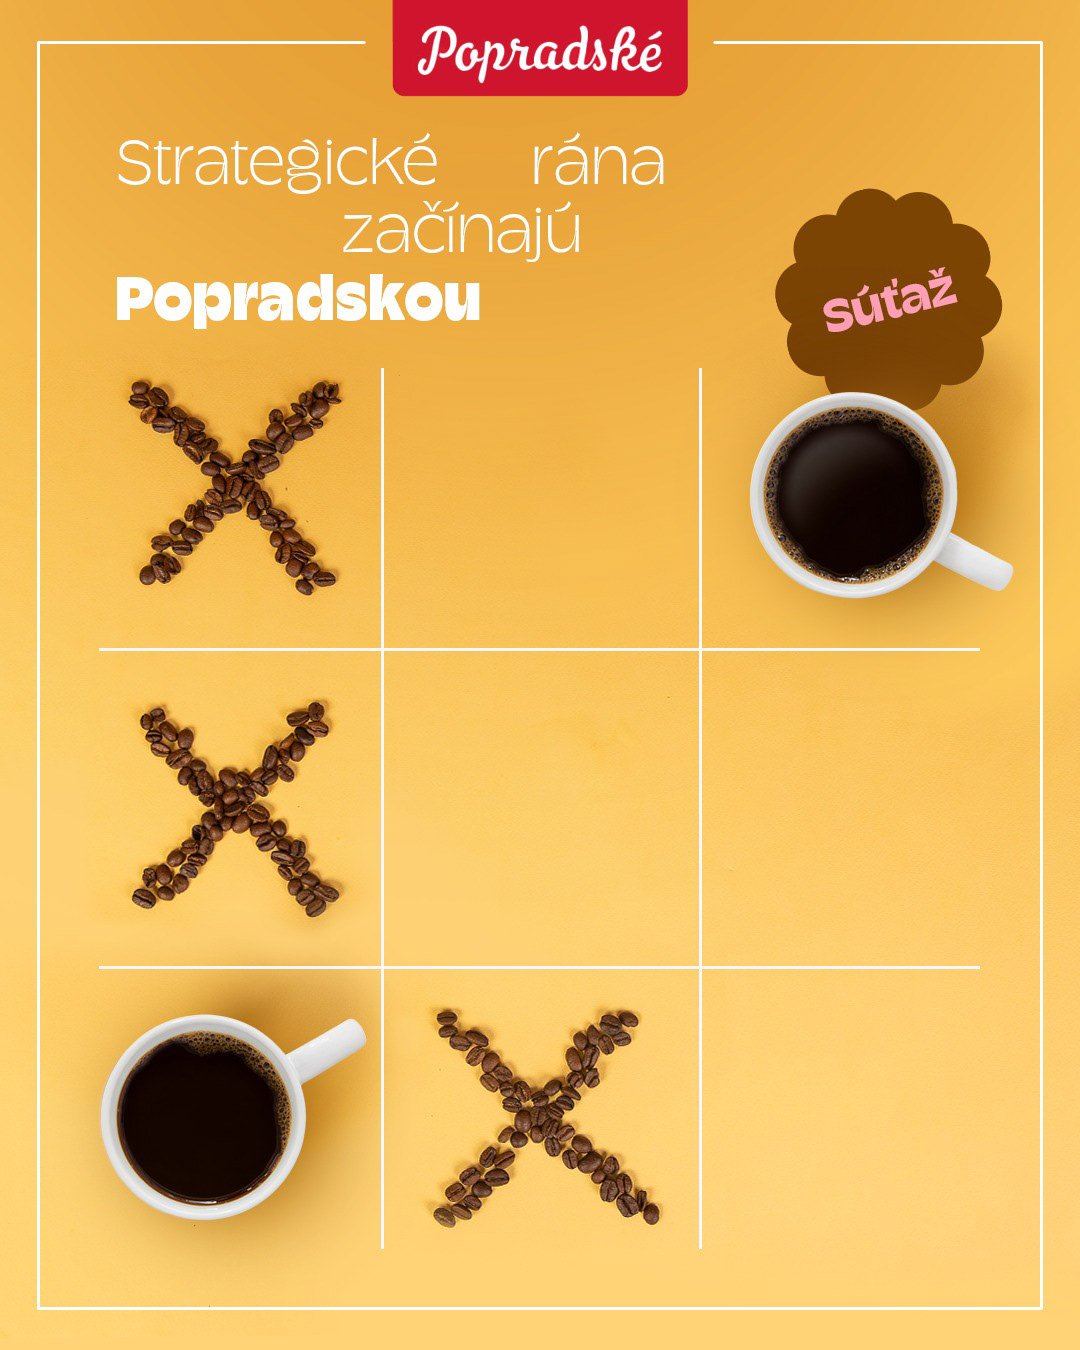 Popradské
Strategické rána
začínajú
Popradskou
súťaž